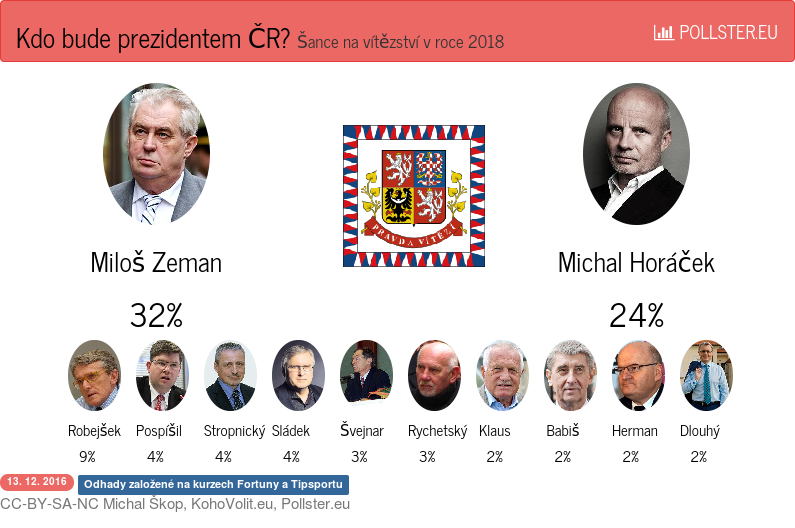 Kdo bude prezidentem ČR? Šance na vítězství v roce 2018
POLLSTER.EU
PRAVDA VÍTĚZÍ
Miloš Zeman
Michal Horáček
32%
24%
Robejšek Pospíšil Stropnický Sládek Švejnar Rychetský Klaus Babiš Herman Dlouhý
9% 4% 4% 4% 3% 3% 2% 2% 2% 2%
13. 12. 2016 Odhady založené na kurzech Fortuny a Tipsportu
CC-BY-SA-NC Michal Škop, KohoVolit.eu, Pollster.eu